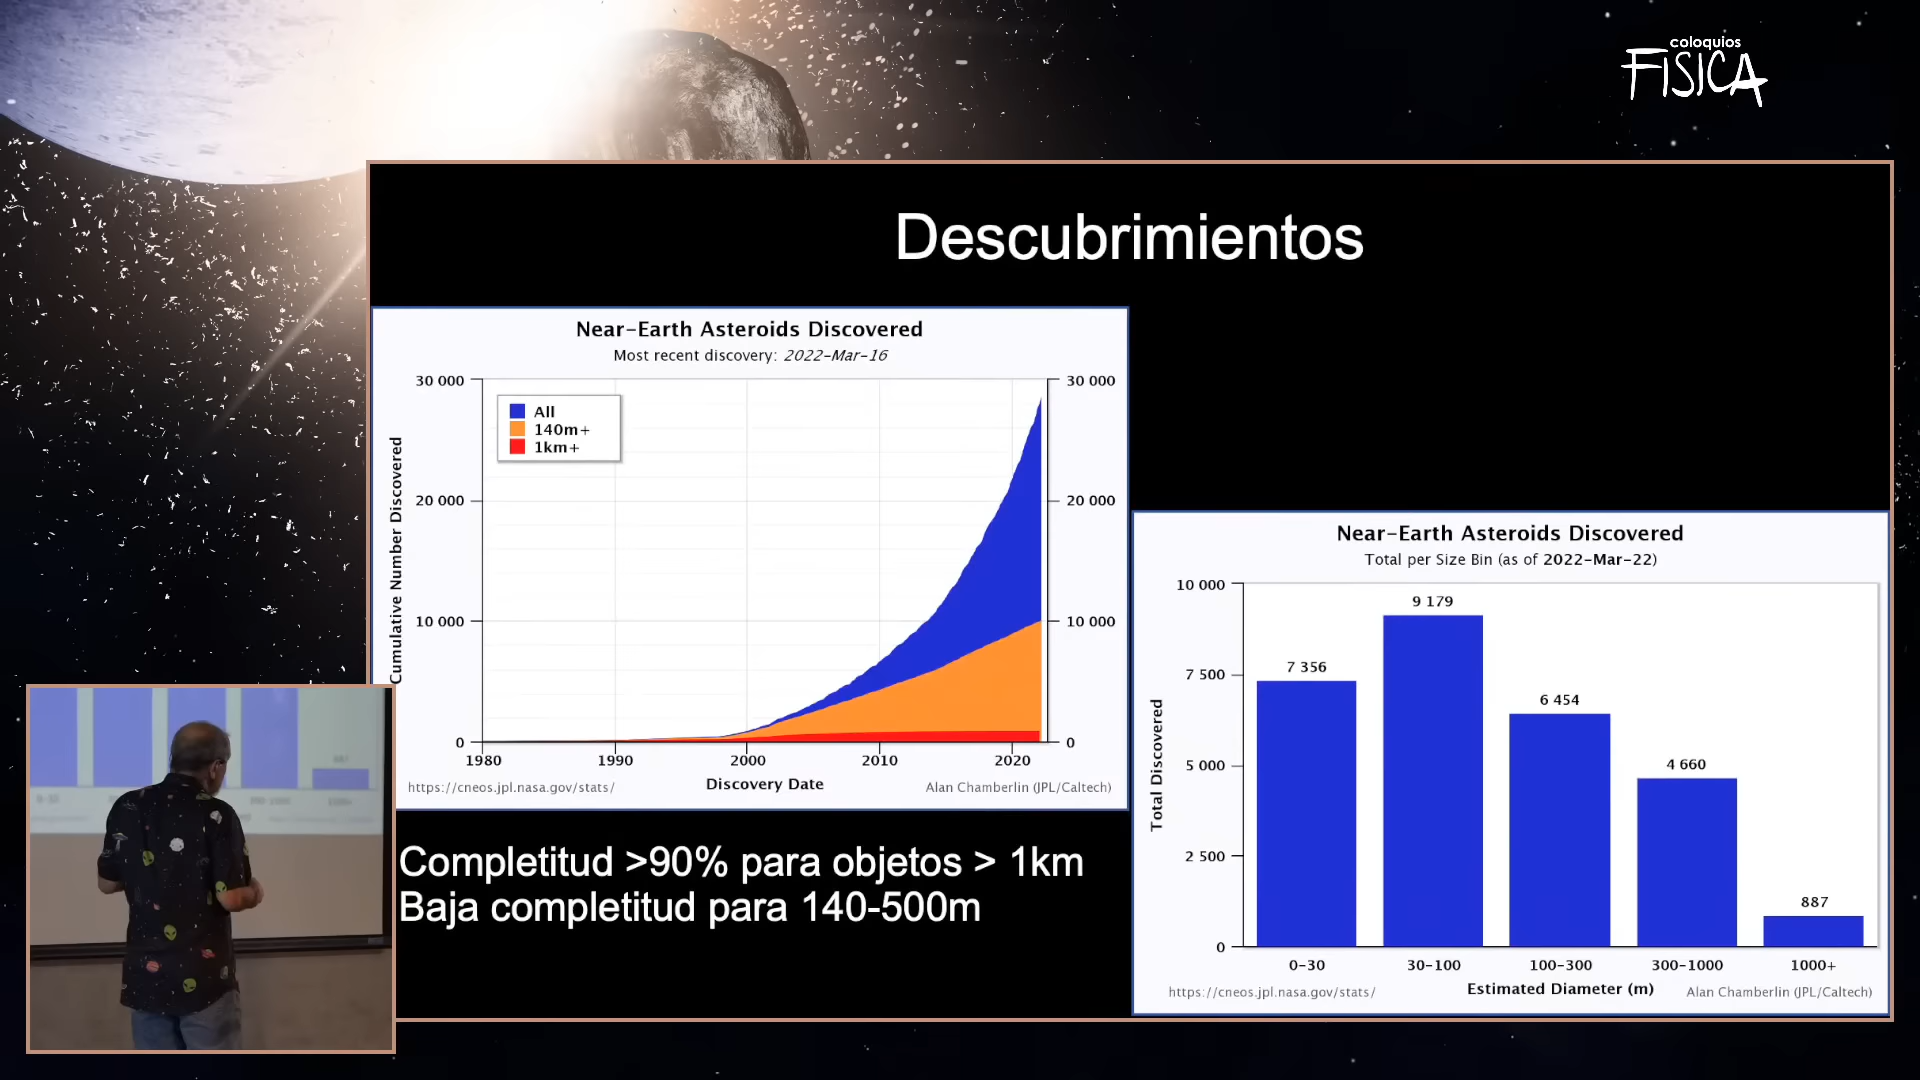 coloquios
FISICA
Descubrimientos
Near-Earth Asteroids Discovered
Most recent discovery: 2022-Mar-16
30 000
20 000
10 000
0
Cumulative Number Discovered
All
140m+
1km+
30 000
20 000
10 000
0
1980 1990 2000 2010 2020
Discovery Date
https://cneos.jpl.nasa.gov/stats/
Alan Chamberlin (JPL/Caltech)
Completitud >90% para objetos > 1km
Baja completitud para 140-500m
Near-Earth Asteroids Discovered
Total per Size Bin (as of 2022-Mar-22)
10 000
7 500
5 000
2 500
0
Total Discovered
7 356
9 179
6 454
4 660
887
0-30 30-100 100-300 300-1000 1000+
Estimated Diameter (m)
https://cneos.jpl.nasa.gov/stats/
Alan Chamberlin (JPL/Caltech)